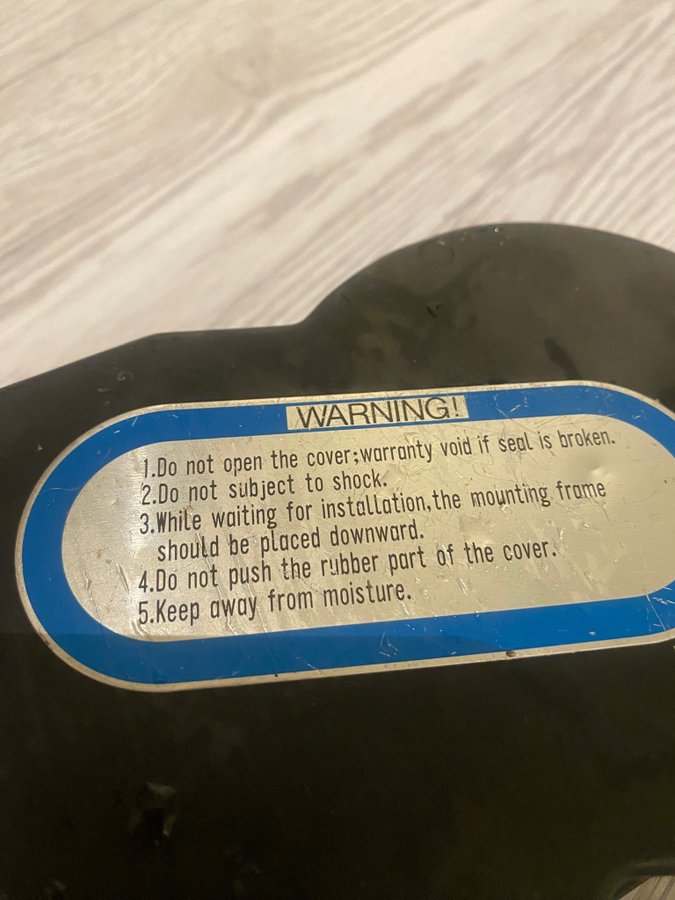 WARNING!
1.Do not open the cover;warranty void if seal is broken.
2.Do not subject to shock.
3.While waiting for installation,the mounting frame
should be placed downward.
4.Do not push the rubber part of the cover.
5.Keep away from moisture.